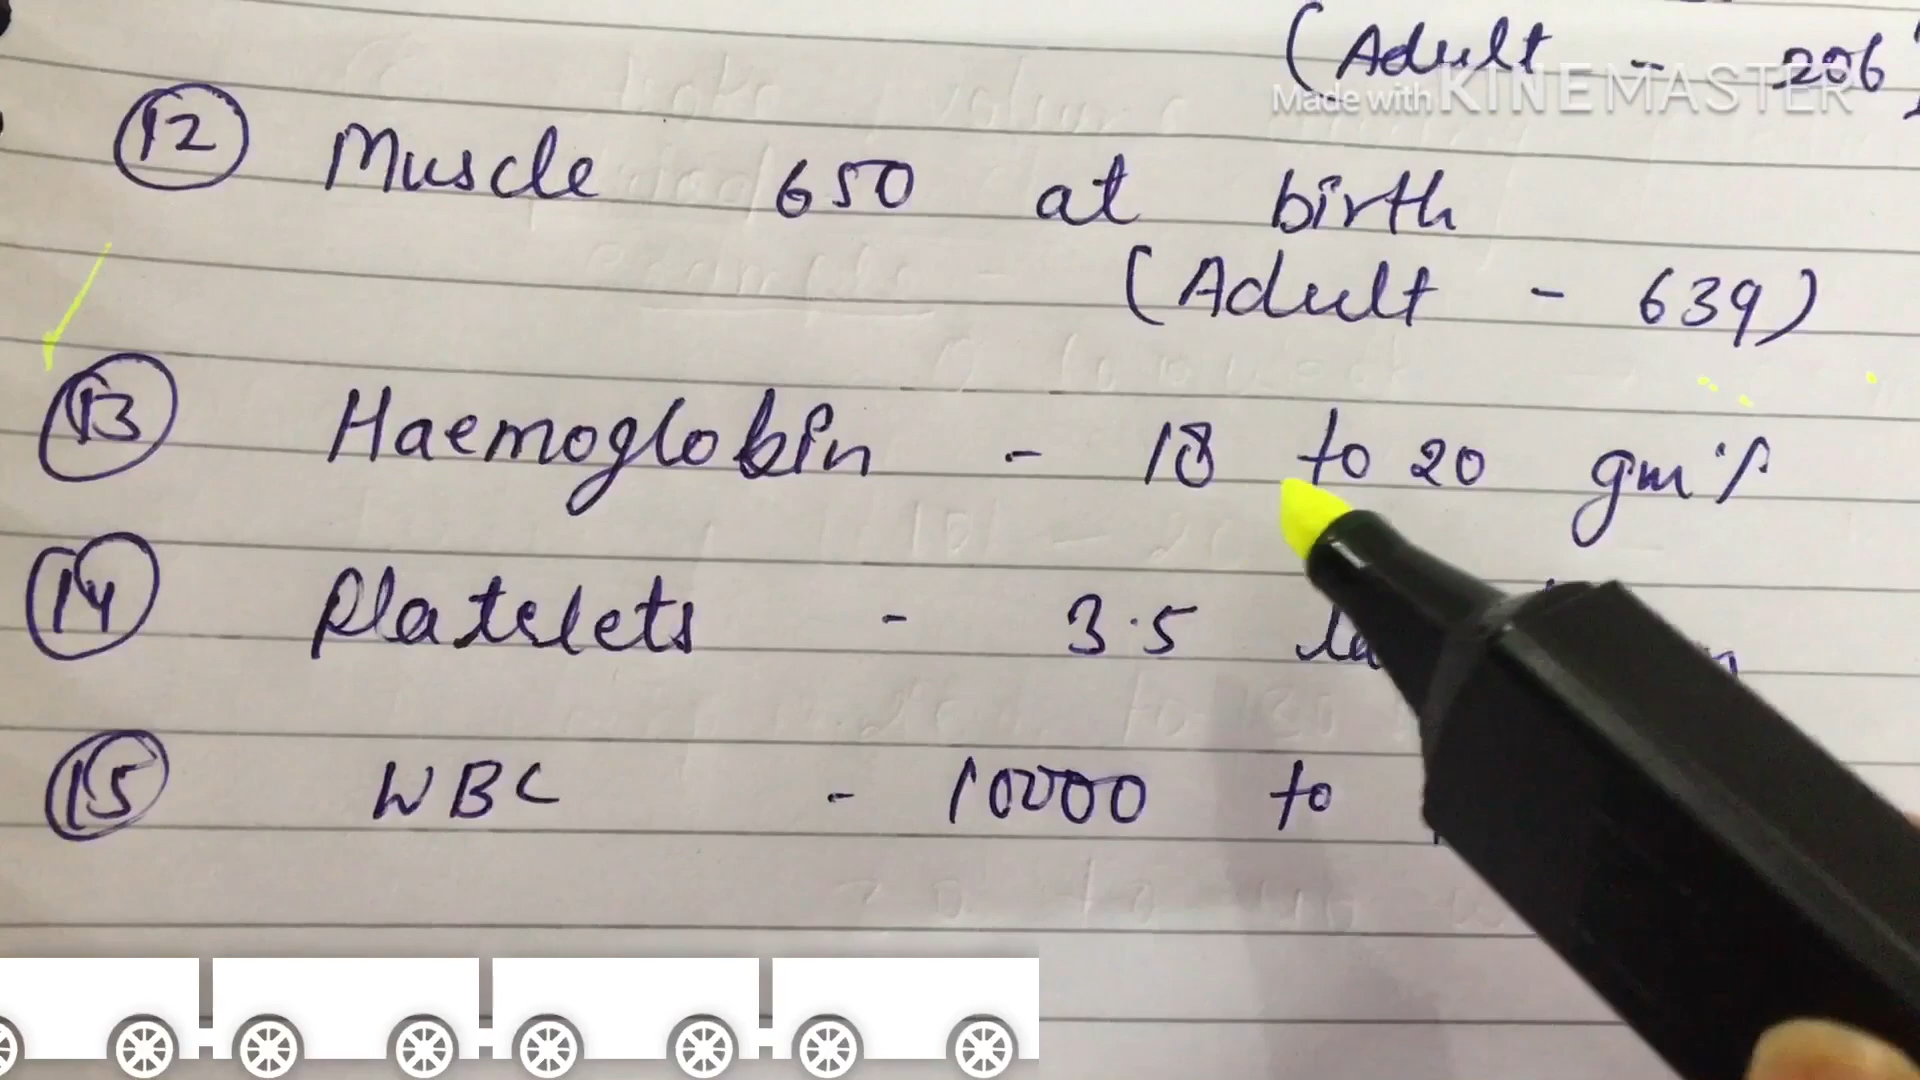 (Adult - 206
Made with KINEMASTER
12 Muscle 650 at birth
(Adult - 639)
13 Haemoglobin - 18 to 20 gm%
14 Platelets - 3.5
15 WBC - 10000 to